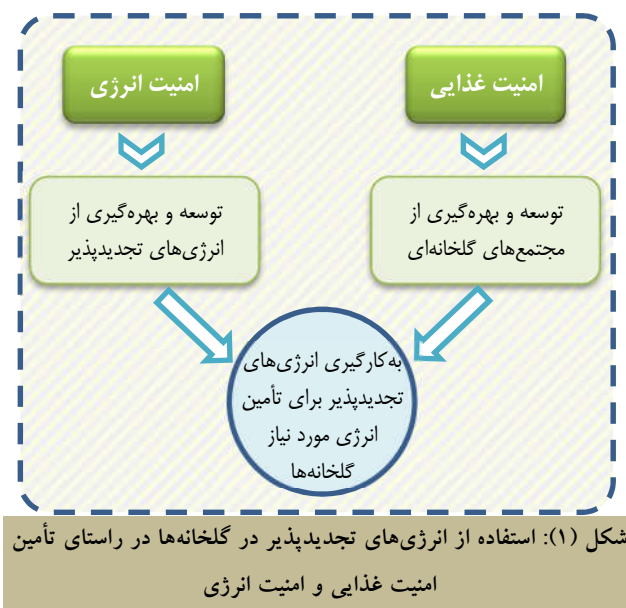 امنیت غذایی
امنیت انرژی
توسعه و بهره‌گیری از
مجتمع‌های گلخانه‌ای
توسعه و بهره‌گیری از
انرژی‌های تجدیدپذیر
به‌کارگیری انرژی‌های
تجدیدپذیر برای تأمین
انرژی مورد نیاز
گلخانه‌ها
شکل (۱): استفاده از انرژی‌های تجدیدپذیر در گلخانه‌ها در راستای تأمین
امنیت غذایی و امنیت انرژی